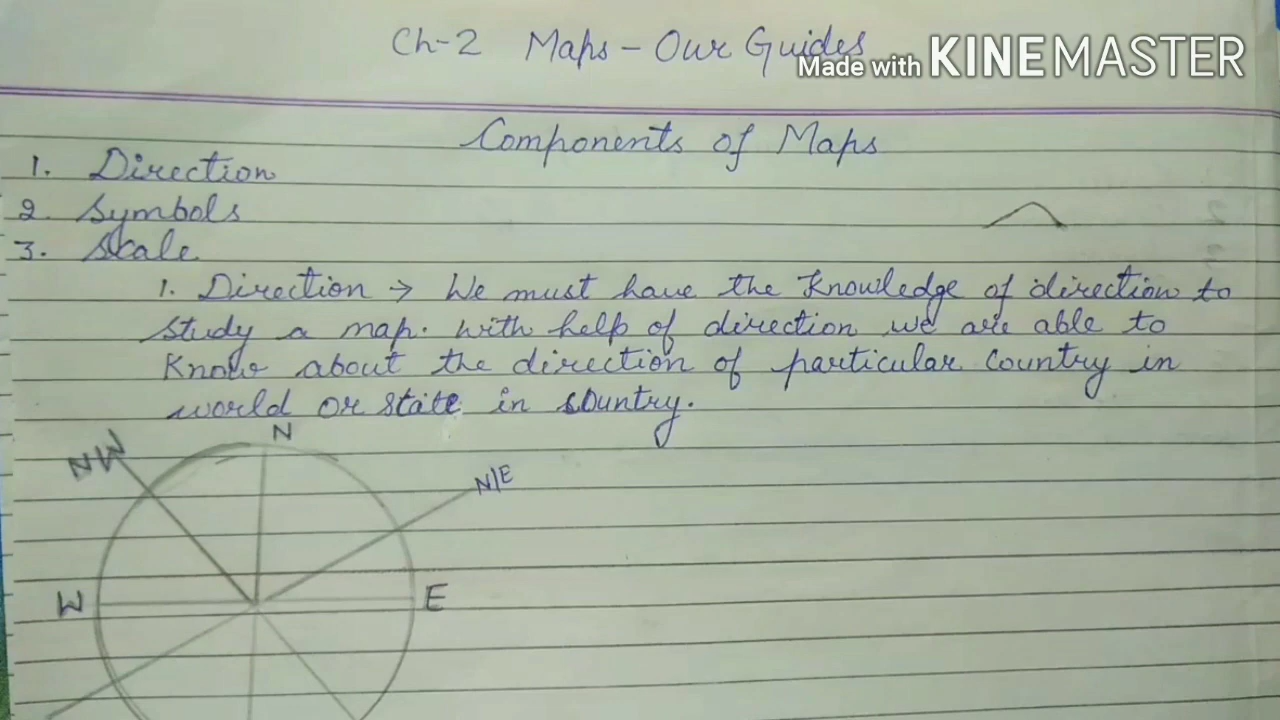 Ch-2 Maps - Our Guides
Made with KINEMASTER
Components of Maps
1. Direction
2. Symbols
3. Scale
1. Direction → We must have the knowledge of direction to
study a map. with help of direction we are able to
know about the direction of particular country in
world or state in country.
N
NW
N/E
W
E